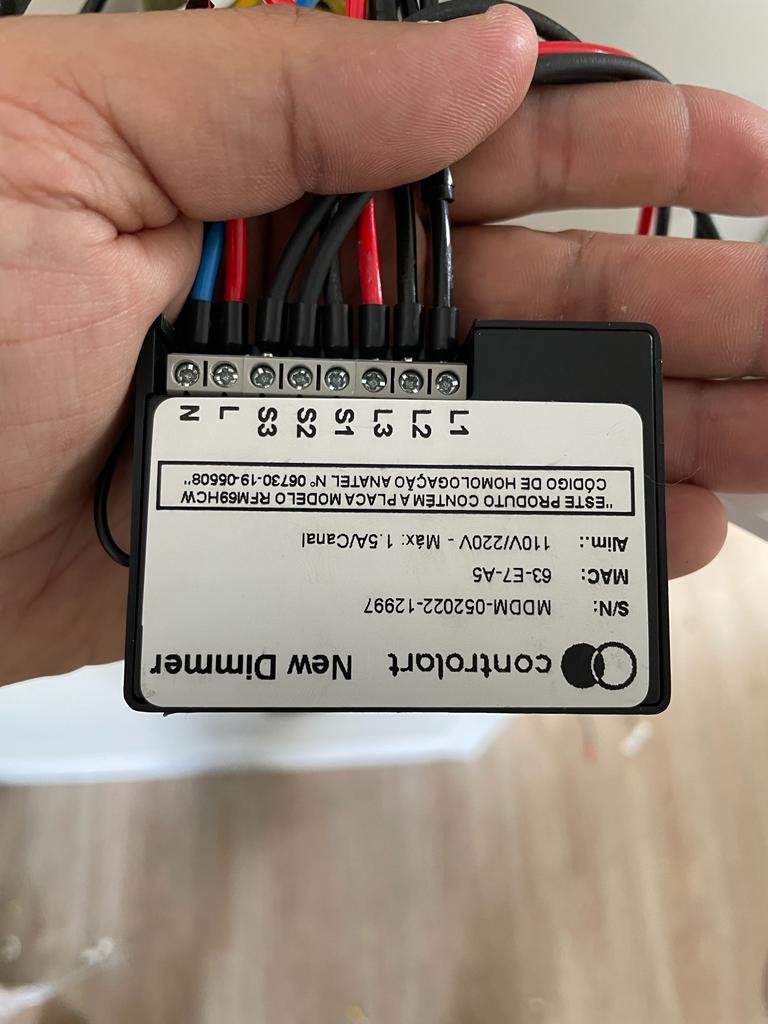 controlart New Dimmer
S/N: MDDM-052022-12997
MAC: 63-E7-A5
Alim.: 110V/220V - Máx: 1.5A/Canal
"ESTE PRODUTO CONTÉM A PLACA MODELO RFM69HCW
CÓDIGO DE HOMOLOGAÇÃO ANATEL Nº 06730-19-05608"
L1 L2 L3 S1 S2 S3 L N